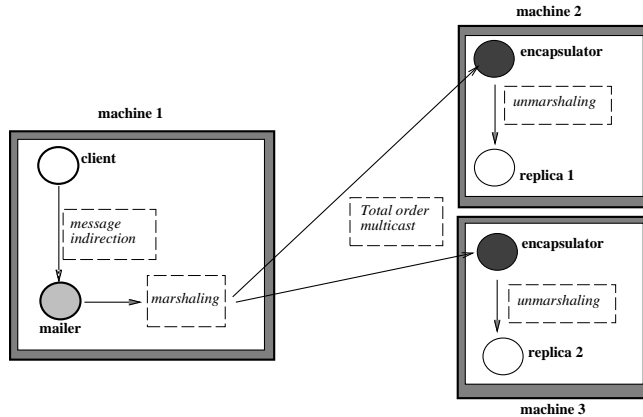 machine 1
client
message
indirection
mailer
marshaling
Total order
multicast
machine 2
encapsulator
unmarshaling
replica 1
encapsulator
unmarshaling
replica 2
machine 3